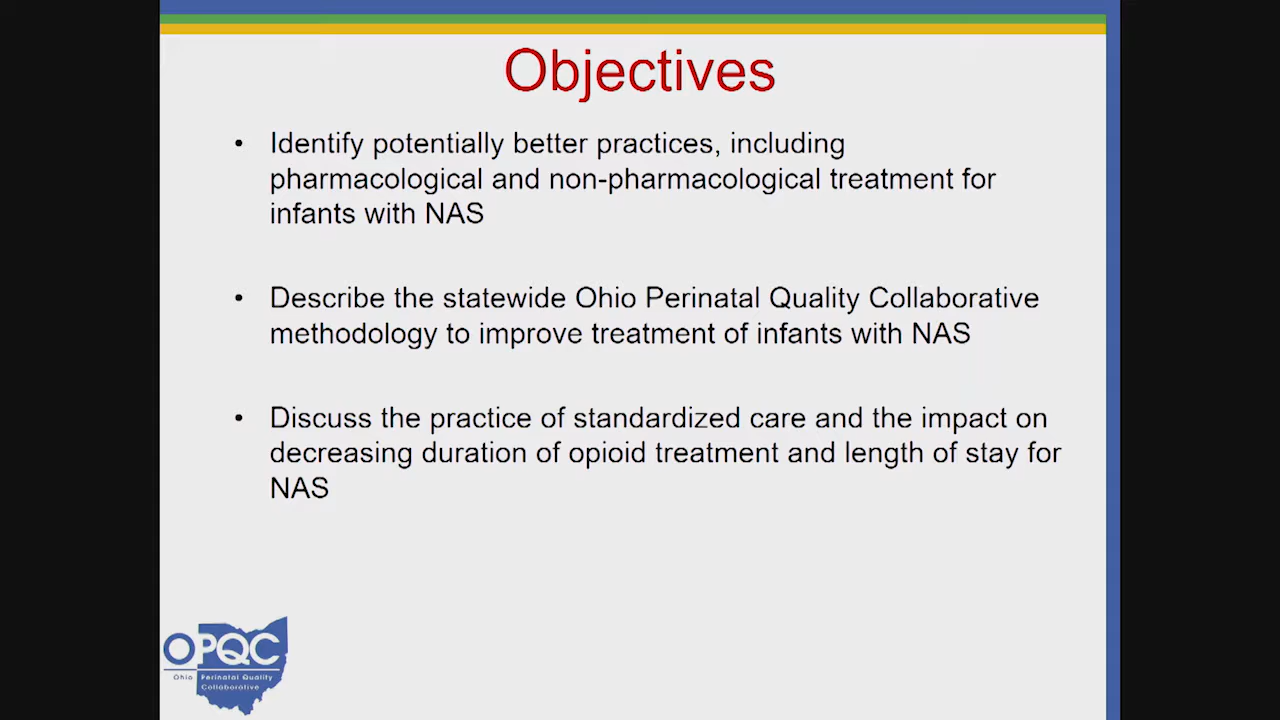 Objectives
• Identify potentially better practices, including
pharmacological and non-pharmacological treatment for
infants with NAS
• Describe the statewide Ohio Perinatal Quality Collaborative
methodology to improve treatment of infants with NAS
• Discuss the practice of standardized care and the impact on
decreasing duration of opioid treatment and length of stay for
NAS
OPQC
Ohio Perinatal Quality
Collaborative